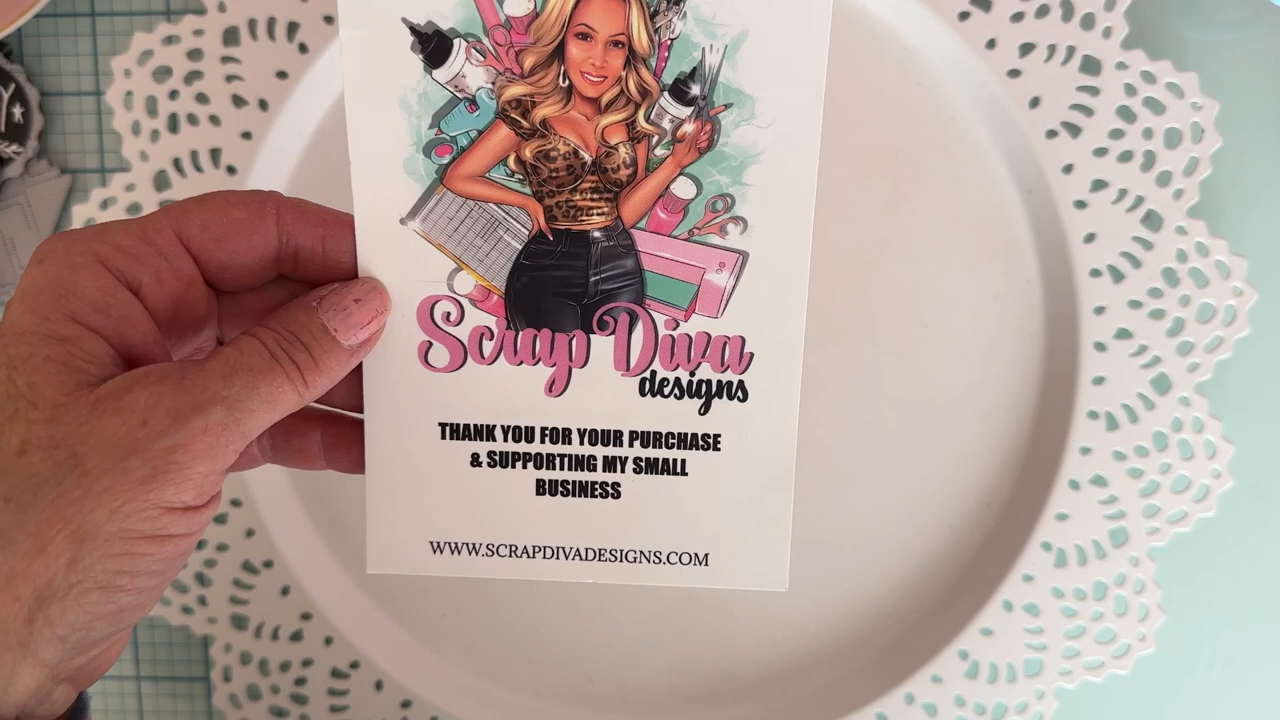 Scrap Diva
designs
THANK YOU FOR YOUR PURCHASE
& SUPPORTING MY SMALL
BUSINESS
WWW.SCRAPDIVADESIGNS.COM